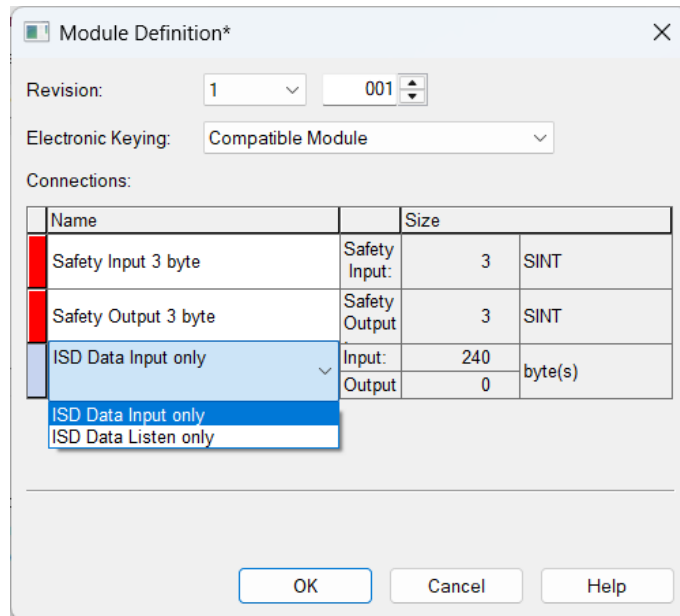 Module Definition*
Revision: 1 001
Electronic Keying: Compatible Module
Connections:
Name Size
Safety Input 3 byte Safety Input: 3 SINT
Safety Output 3 byte Safety Output 3 SINT
ISD Data Input only Input: 240 byte(s)
Output 0
ISD Data Input only
ISD Data Listen only
OK Cancel Help